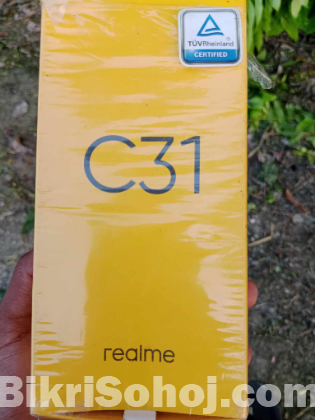 TÜVRheinland
CERTIFIED
C31
realme
BikriSohoj.com